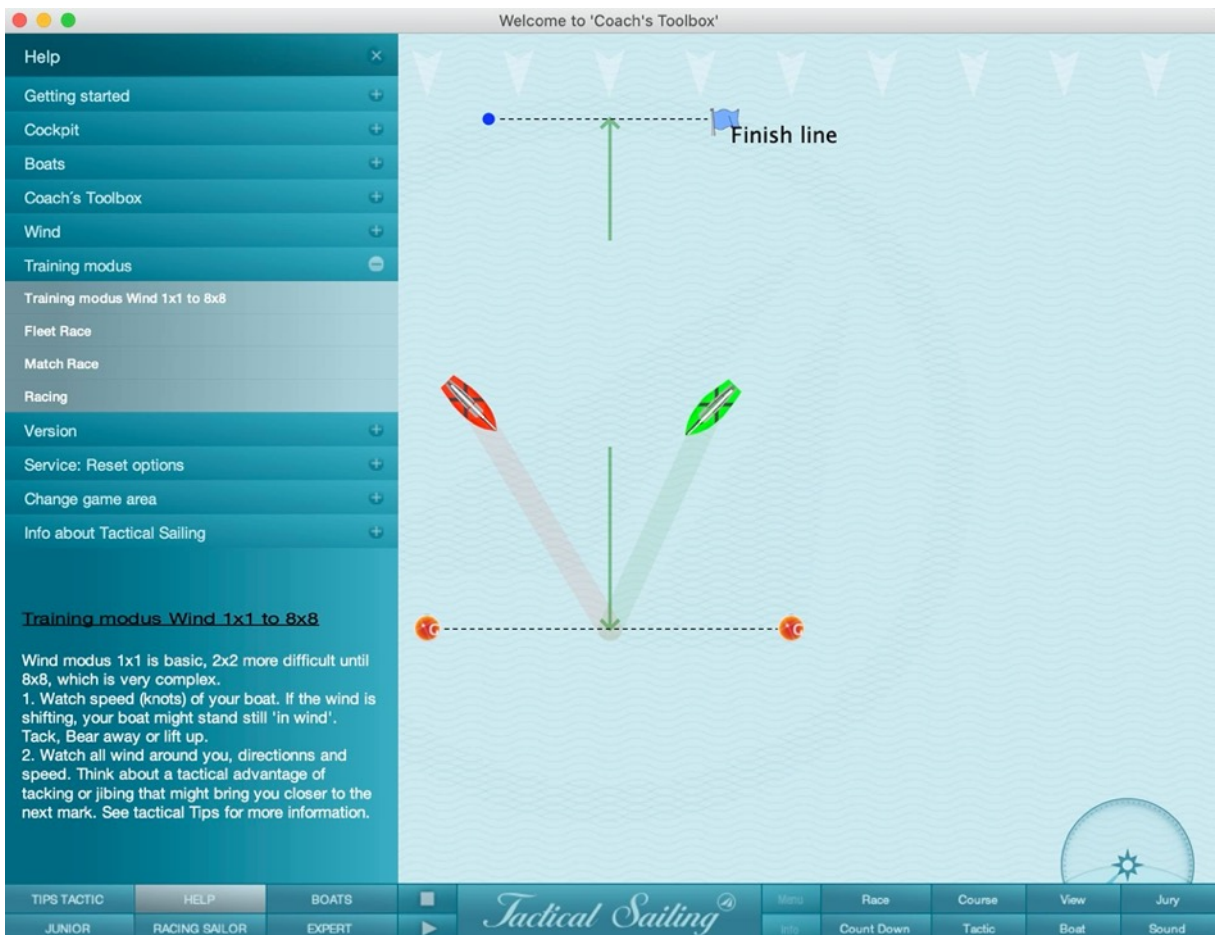 Welcome to 'Coach's Toolbox'
Help
Getting started
Cockpit
Boats
Coach´s Toolbox
Wind
Training modus
Training modus Wind 1x1 to 8x8
Fleet Race
Match Race
Racing
Version
Service: Reset options
Change game area
Info about Tactical Sailing
Training modus Wind 1x1 to 8x8
Wind modus 1x1 is basic, 2x2 more difficult until
8x8, which is very complex.
1. Watch speed (knots) of your boat. If the wind is
shifting, your boat might stand still 'in wind'.
Tack, Bear away or lift up.
2. Watch all wind around you, directionns and
speed. Think about a tactical advantage of
tacking or jibing that might bring you closer to the
next mark. See tactical Tips for more information.
Finish line
TIPS TACTIC HELP BOATS
JUNIOR RACING SAILOR EXPERT
Tactical Sailing
Menu Race Course View Jury
Info Count Down Tactic Boat Sound